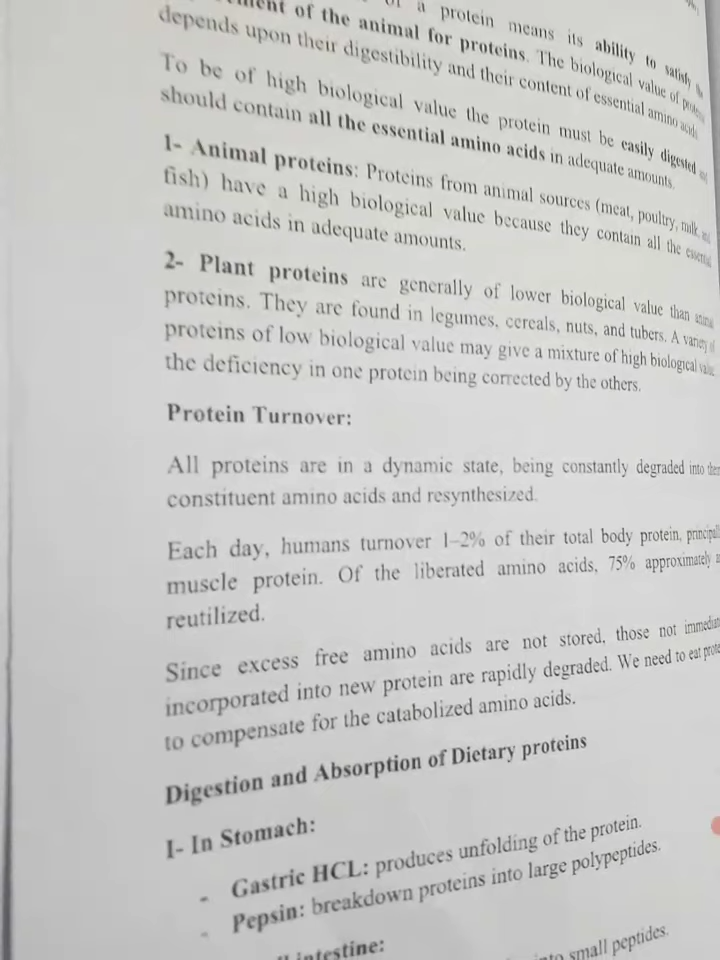 a protein means its ability to satisfy
of the animal for proteins. The biological value of
depends upon their digestibility and their content of essential amino acids
To be of high biological value the protein must be easily digested and
should contain all the essential amino acids in adequate amounts.
1- Animal proteins: Proteins from animal sources (meat, poultry, milk and
fish) have a high biological value because they contain all the essential
amino acids in adequate amounts.
2- Plant proteins are generally of lower biological value than animal
proteins. They are found in legumes, cereals, nuts, and tubers. A variety of
proteins of low biological value may give a mixture of high biological value
the deficiency in one protein being corrected by the others.
Protein Turnover:
All proteins are in a dynamic state, being constantly degraded into
constituent amino acids and resynthesized.
Each day, humans turnover 1–2% of their total body protein, principally
muscle protein. Of the liberated amino acids, 75% approximately
reutilized.
Since excess free amino acids are not stored, those not
incorporated into new protein are rapidly degraded. We need to eat
to compensate for the catabolized amino acids.
Digestion and Absorption of Dietary proteins
I- In Stomach:
- Gastric HCL: produces unfolding of the protein.
- Pepsin: breakdown proteins into large polypeptides.
intestine:
into small peptides.